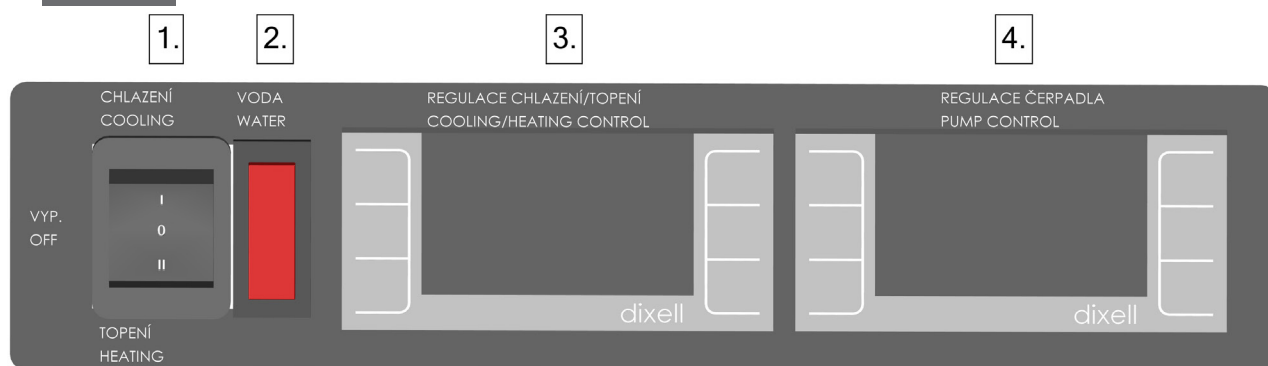 1.
2.
3.
4.
CHLAZENÍ
COOLING
VODA
WATER
REGULACE CHLAZENÍ/TOPENÍ
COOLING/HEATING CONTROL
REGULACE ČERPADLA
PUMP CONTROL
VYP.
OFF
I
0
II
TOPENÍ
HEATING
dixell
dixell